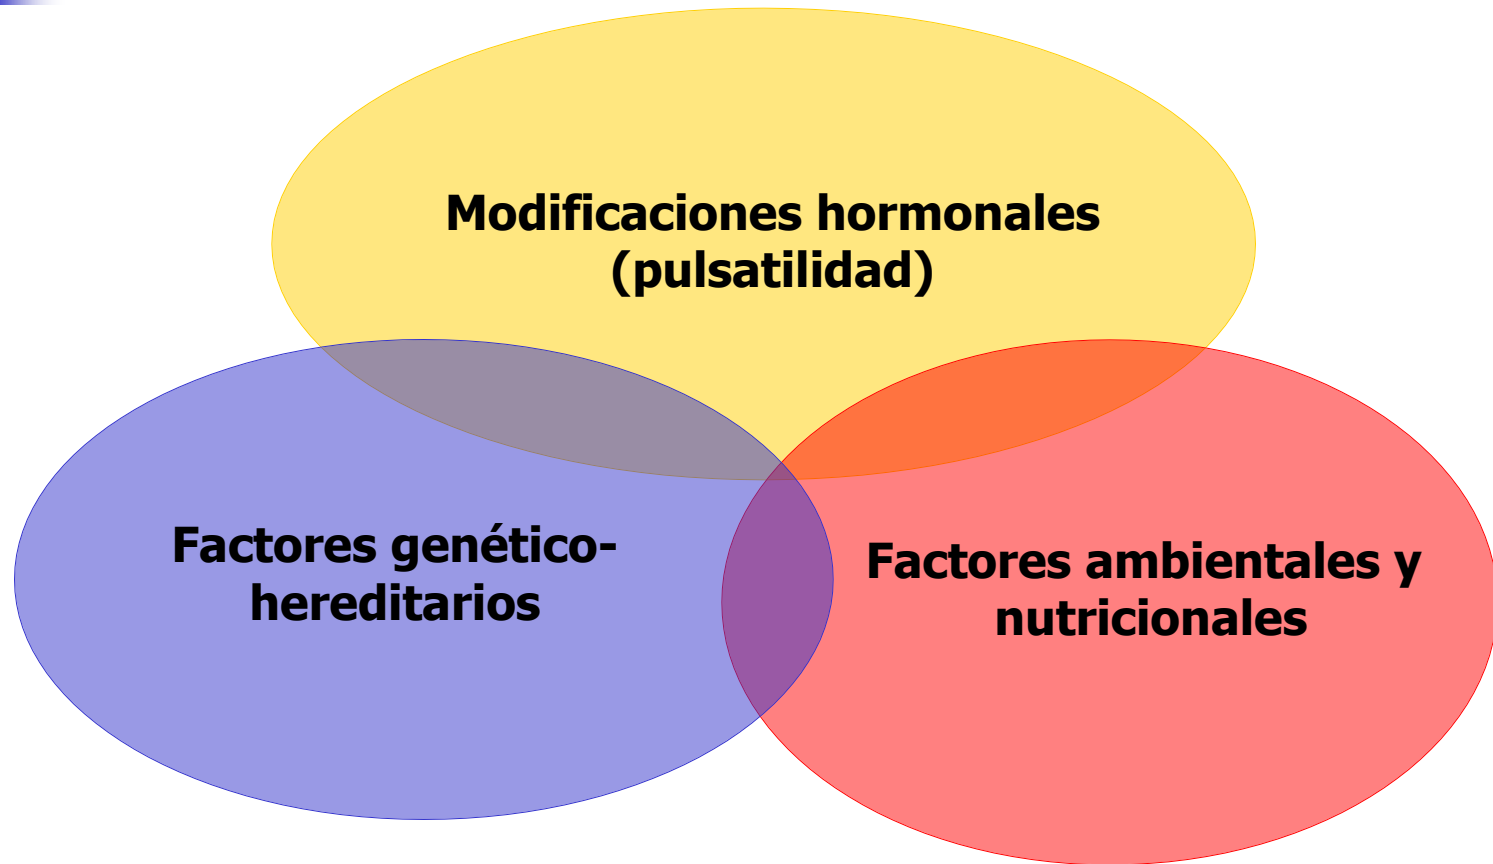 Modificaciones hormonales
(pulsatilidad)
Factores genético-
hereditarios
Factores ambientales y
nutricionales